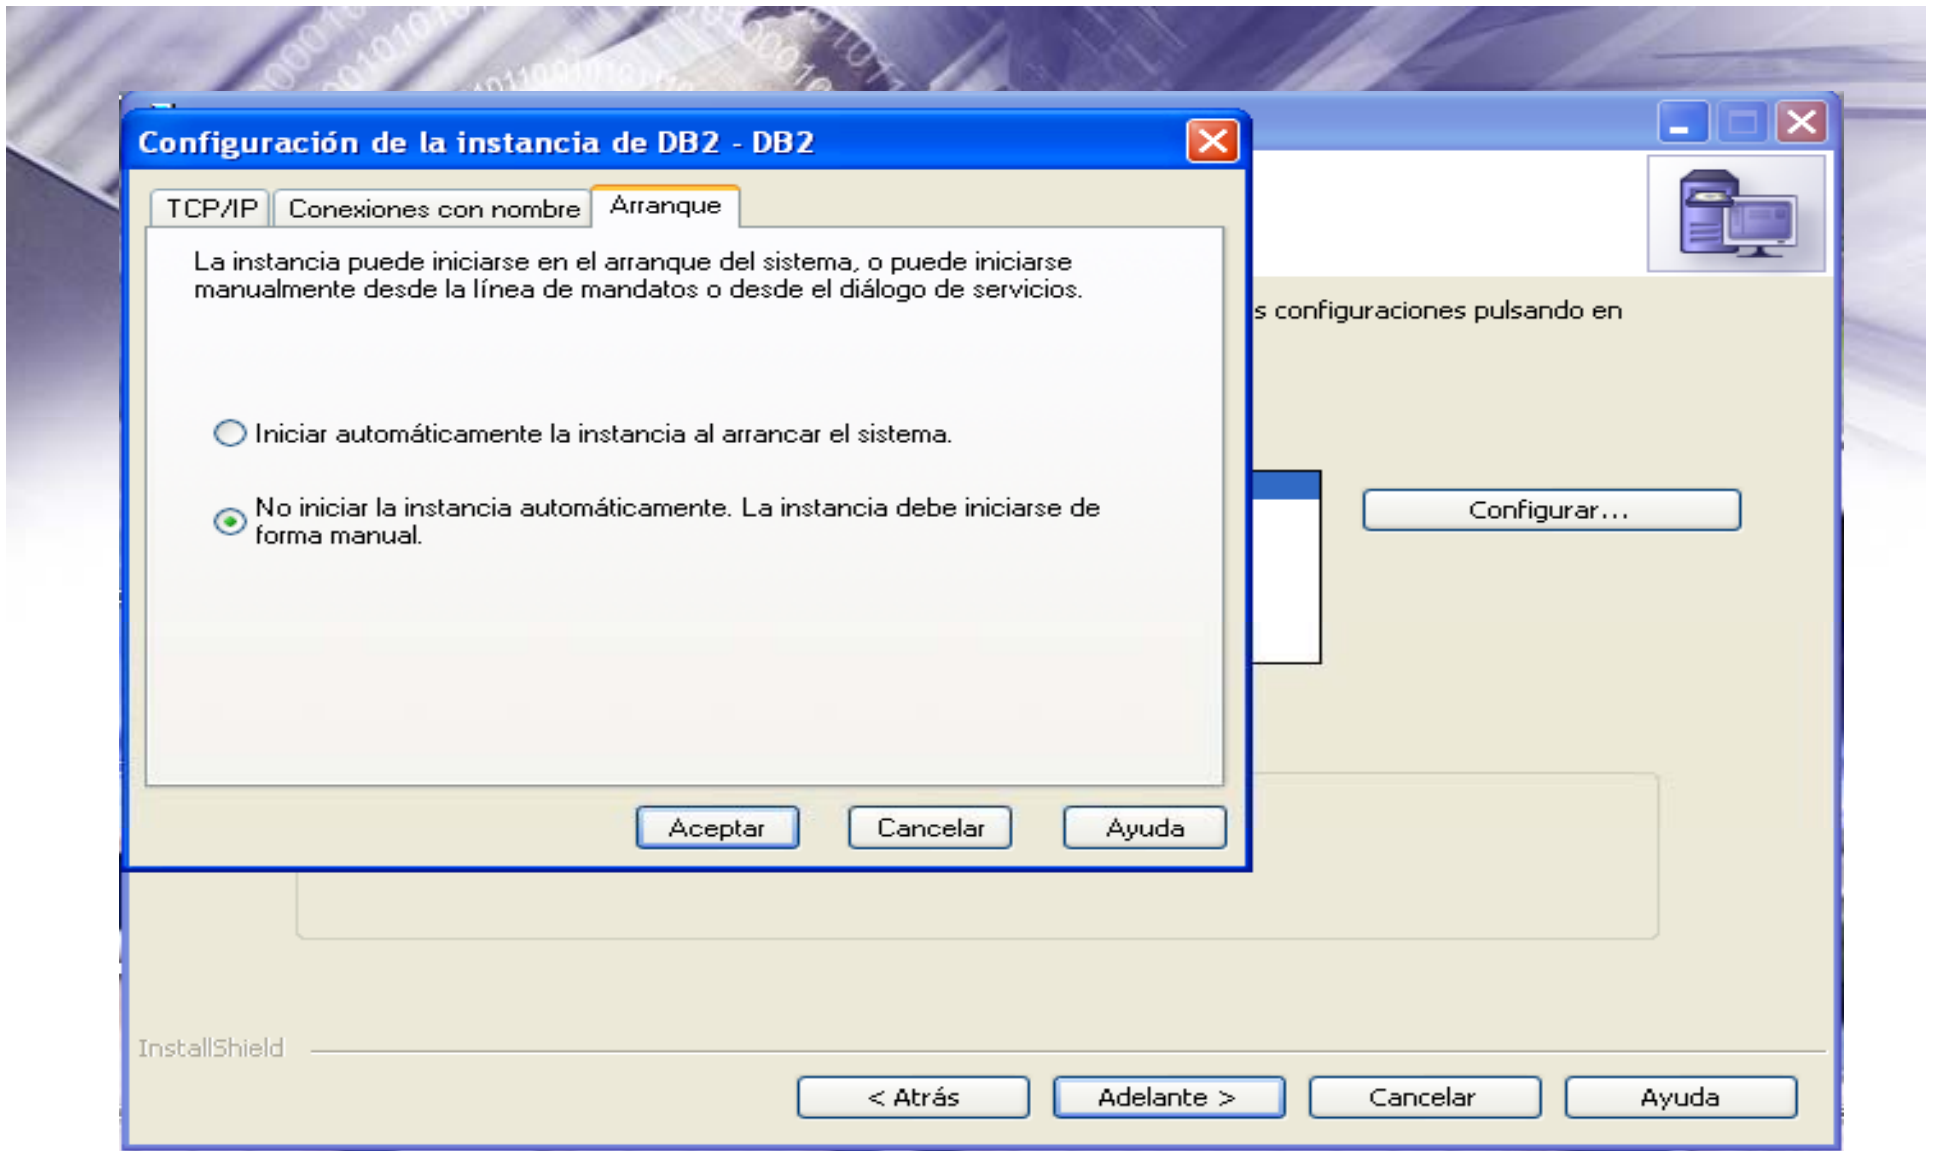 Configuración de la instancia de DB2 - DB2
TCP/IP
Conexiones con nombre
Arranque
La instancia puede iniciarse en el arranque del sistema, o puede iniciarse
manualmente desde la línea de mandatos o desde el diálogo de servicios.
s configuraciones pulsando en
Iniciar automáticamente la instancia al arrancar el sistema.
No iniciar la instancia automáticamente. La instancia debe iniciarse de
forma manual.
Configurar...
Aceptar
Cancelar
Ayuda
InstallShield
< Atrás
Adelante >
Cancelar
Ayuda